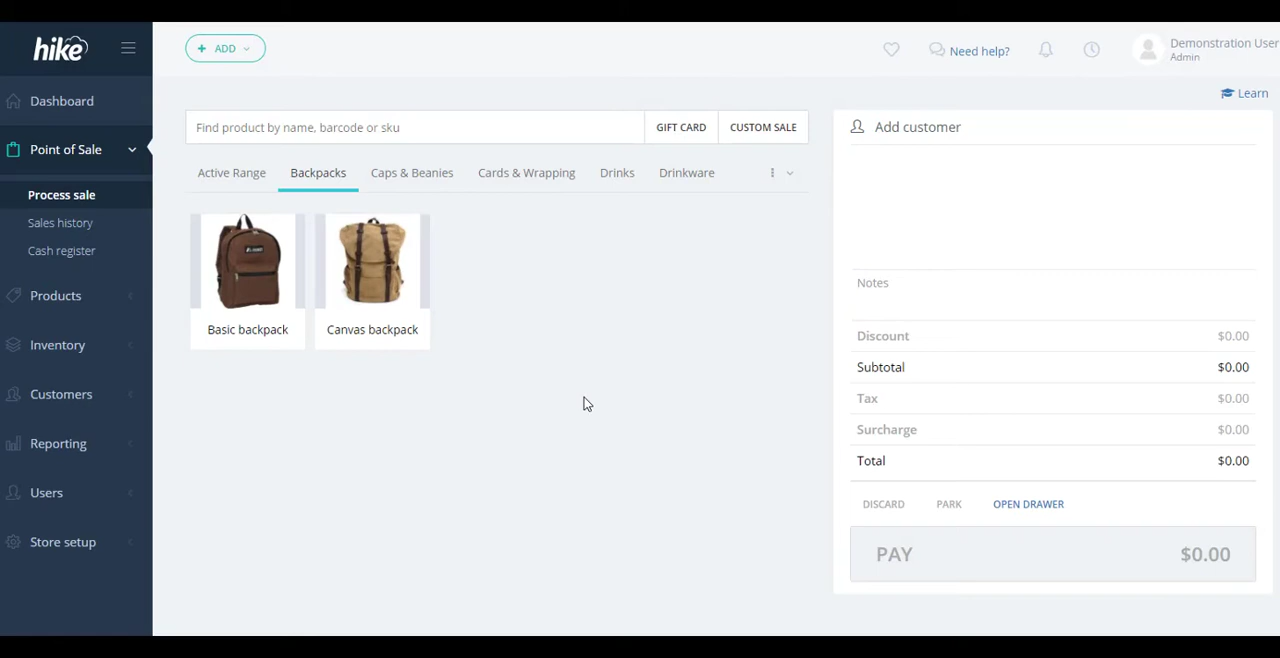 hike
ADD
Need help?
Demonstration User
Admin
Learn
Dashboard
Point of Sale
Process sale
Sales history
Cash register
Products
Inventory
Customers
Reporting
Users
Store setup
Find product by name, barcode or sku
GIFT CARD
CUSTOM SALE
Active Range Backpacks Caps & Beanies Cards & Wrapping Drinks Drinkware
Basic backpack
Canvas backpack
Add customer
Notes
Discount $0.00
Subtotal $0.00
Tax $0.00
Surcharge $0.00
Total $0.00
DISCARD PARK OPEN DRAWER
PAY $0.00